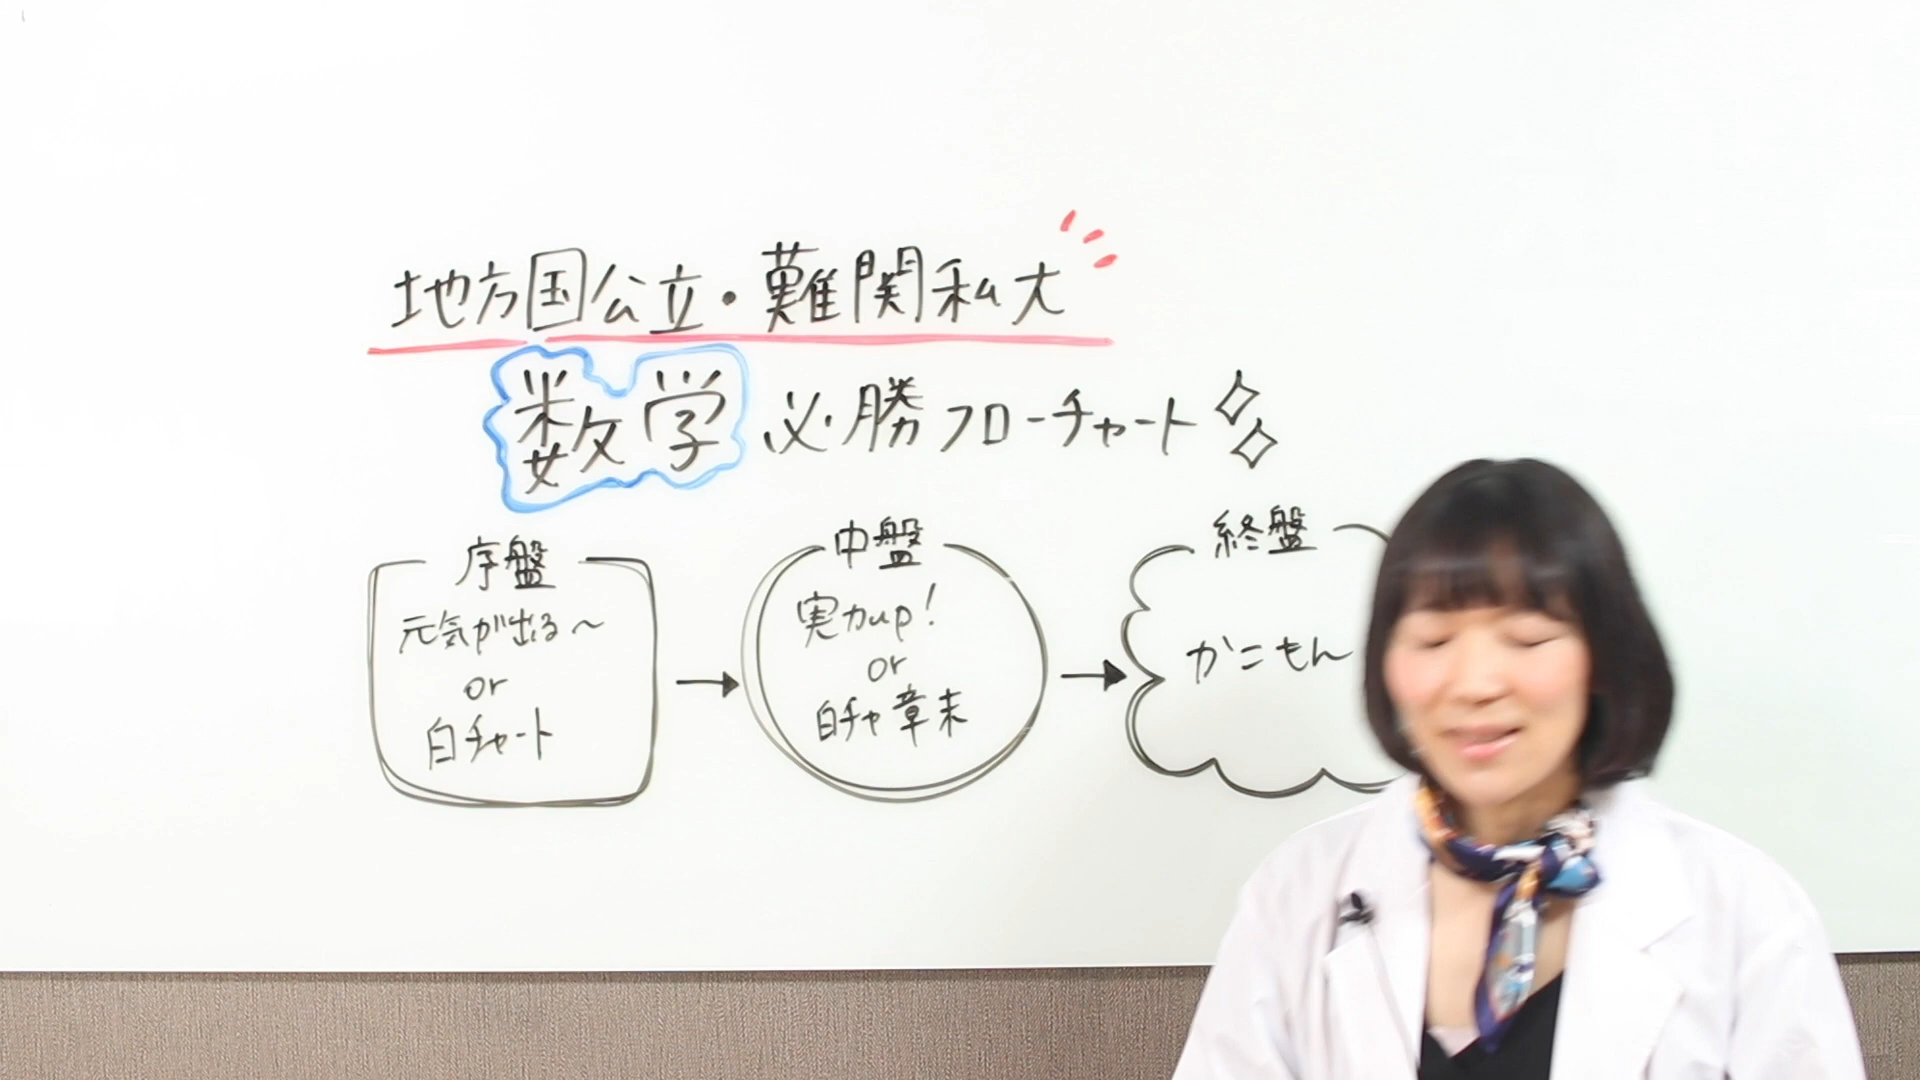 地方国公立・難関私大
数学必勝フローチャート
序盤
元気が出る〜
or
白チャート
中盤
実力up!
or
白チャ章末
終盤
かこもん